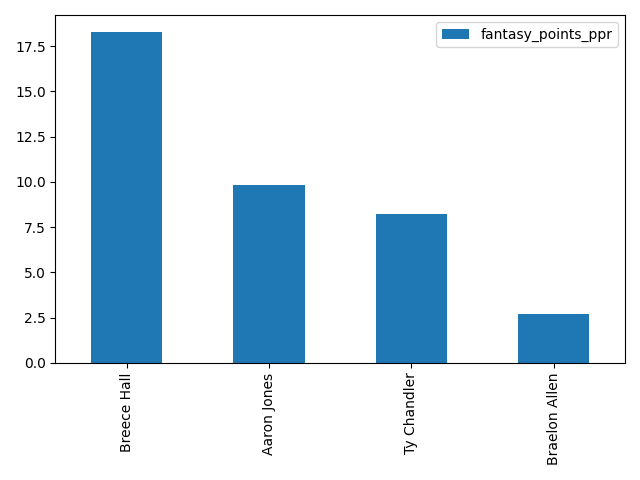 fantasy_points_ppr
17.5
15.0
12.5
10.0
7.5
5.0
2.5
0.0
Breece Hall
Aaron Jones
Ty Chandler
Braelon Allen